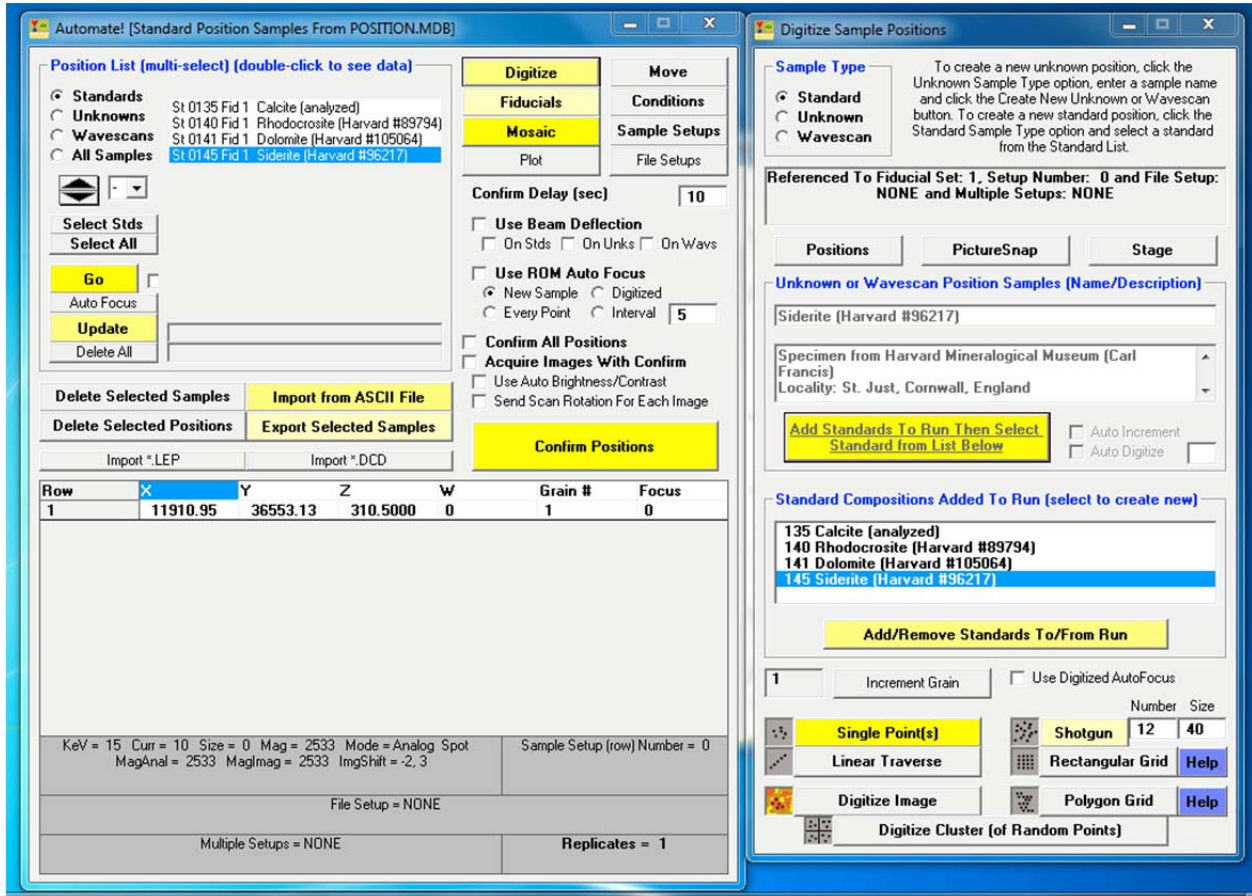 Automate! [Standard Position Samples From POSITION.MDB]
Position List (multi-select) (double-click to see data)
Standards
Unknowns
Wavescans
All Samples
St 0135 Fid 1 Calcite (analyzed)
St 0140 Fid 1 Rhodocrosite (Harvard #89794)
St 0141 Fid 1 Dolomite (Harvard #105064)
St 0145 Fid 1 Siderite (Harvard #96217)
-
Select Stds
Select All
Go
Auto Focus
Update
Delete All
Digitize
Move
Fiducials
Conditions
Mosaic
Sample Setups
Plot
File Setups
Confirm Delay (sec)
10
Use Beam Deflection
On Stds On Unks On Wavs
Use ROM Auto Focus
New Sample Digitized
Every Point Interval 5
Confirm All Positions
Acquire Images With Confirm
Use Auto Brightness/Contrast
Send Scan Rotation For Each Image
Delete Selected Samples
Import from ASCII File
Delete Selected Positions
Export Selected Samples
Import *.LEP
Import *.DCD
Confirm Positions
Row X Y Z W Grain # Focus
1 11910.95 36553.13 310.5000 0 1 0
KeV = 15 Curr = 10 Size = 0 Mag = 2533 Mode = Analog Spot
MagAnal = 2533 MagImag = 2533 ImgShift = -2, 3
Sample Setup (row) Number = 0
File Setup = NONE
Multiple Setups = NONE
Replicates = 1
Digitize Sample Positions
Sample Type
Standard
Unknown
Wavescan
To create a new unknown position, click the
Unknown Sample Type option, enter a sample name
and click the Create New Unknown or Wavescan
button. To create a new standard position, click the
Standard Sample Type option and select a standard
from the Standard List.
Referenced To Fiducial Set: 1, Setup Number: 0 and File Setup:
NONE and Multiple Setups: NONE
Positions
PictureSnap
Stage
Unknown or Wavescan Position Samples (Name/Description)
Siderite (Harvard #96217)
Specimen from Harvard Mineralogical Museum (Carl
Francis)
Locality: St. Just, Cornwall, England
Add Standards To Run Then Select
Standard from List Below
Auto Increment
Auto Digitize
Standard Compositions Added To Run (select to create new)
135 Calcite (analyzed)
140 Rhodocrosite (Harvard #89794)
141 Dolomite (Harvard #105064)
145 Siderite (Harvard #96217)
Add/Remove Standards To/From Run
1
Increment Grain
Use Digitized AutoFocus
Number Size
Single Point(s)
Shotgun 12 40
Linear Traverse
Rectangular Grid Help
Digitize Image
Polygon Grid Help
Digitize Cluster (of Random Points)